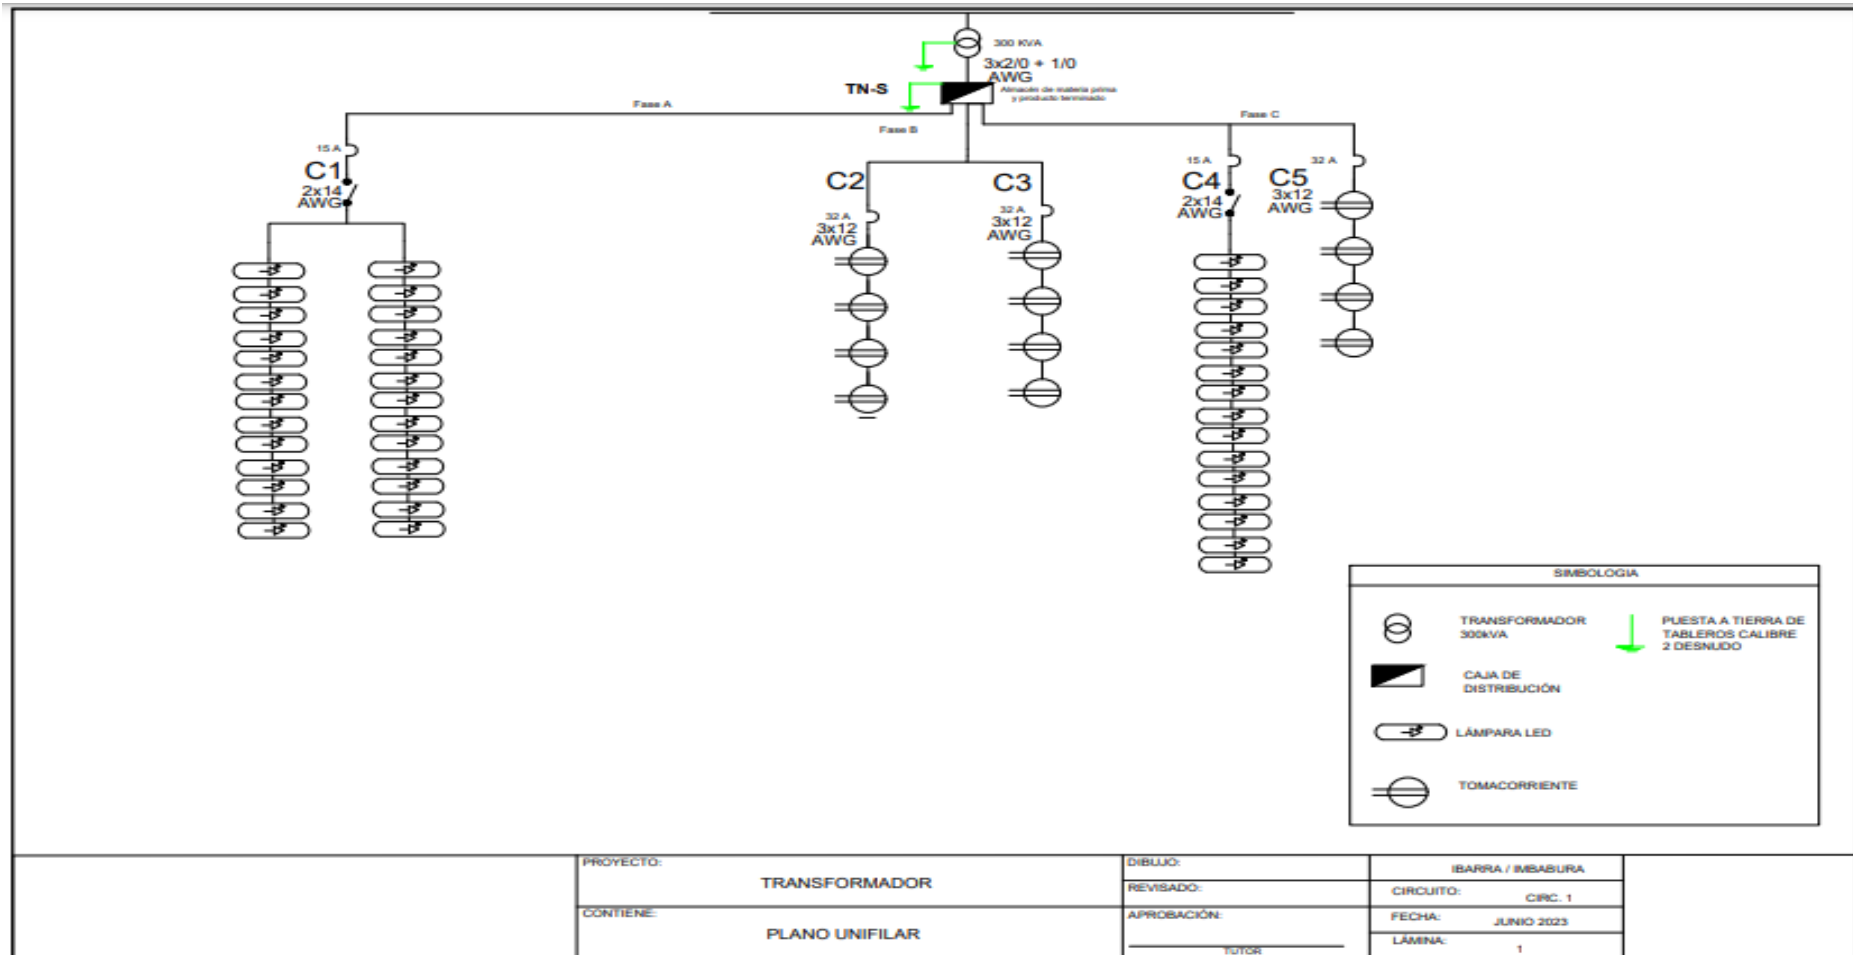 300 KVA
3x2/0 + 1/0
AWG
TN-S
Almacén de materia prima
y producto terminado
Fase A
Fase B
Fase C
15 A
C1
2x14
AWG
C2
32 A
3x12
AWG
C3
32 A
3x12
AWG
15 A
C4
2x14
AWG
32 A
C5
3x12
AWG
SIMBOLOGIA
TRANSFORMADOR
300kVA
PUESTA A TIERRA DE
TABLEROS CALIBRE
2 DESNUDO
CAJA DE
DISTRIBUCIÓN
LÁMPARA LED
TOMACORRIENTE
PROYECTO:
TRANSFORMADOR
CONTIENE:
PLANO UNIFILAR
DIBUJO:
REVISADO:
APROBACIÓN:
TUTOR
IBARRA / IMBABURA
CIRCUITO:
CIRC. 1
FECHA:
JUNIO 2023
LÁMINA:
1